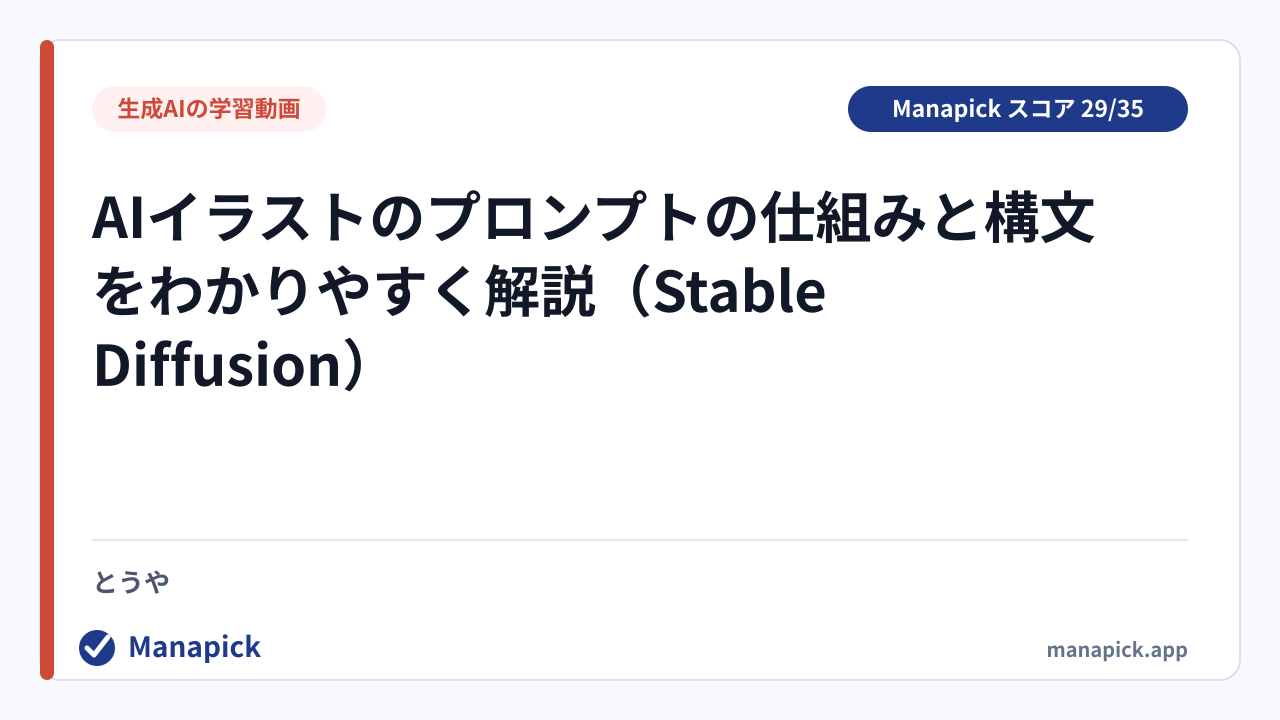 生成AIの学習動画
Manapick スコア 29/35
AIイラストのプロンプトの仕組みと構文
をわかりやすく解説（Stable
Diffusion）
とうや
Manapick
manapick.app